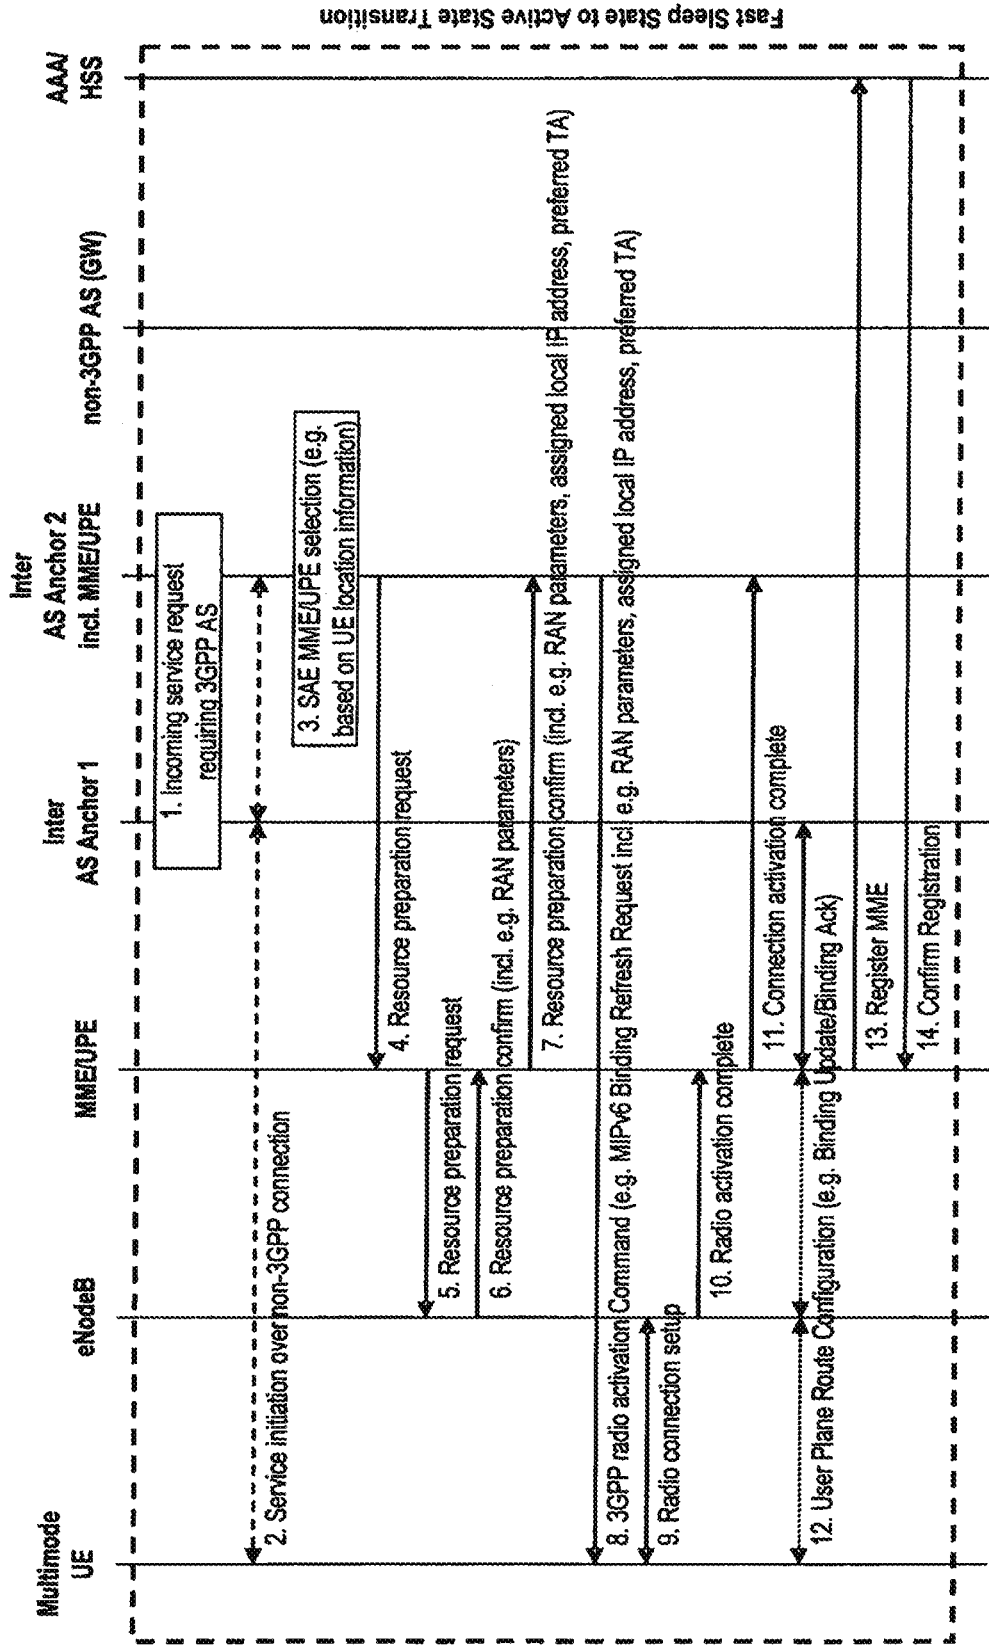 Multimode
UE
eNodeB
MME/UPE
Inter
AS Anchor 1
Inter
AS Anchor 2
incl. MME/UPE
non-3GPP AS (GW)
AAA/
HSS
1. Incoming service request
requiring 3GPP AS
2. Service initiation over non-3GPP connection
3. SAE MME/UPE selection (e.g.
based on UE location information)
4. Resource preparation request
5. Resource preparation request
6. Resource preparation confirm (incl. e.g. RAN parameters)
7. Resource preparation confirm (incl. e.g. RAN parameters, assigned local IP address, preferred TA)
8. 3GPP radio activation Command (e.g. MIPv6 Binding Refresh Request incl e.g. RAN parameters, assigned local IP address, preferred TA)
9. Radio connection setup
10. Radio activation complete
11. Connection activation complete
12. User Plane Route Configuration (e.g. Binding Update/Binding Ack)
13. Register MME
14. Confirm Registration
Fast Sleep State to Active State Transition